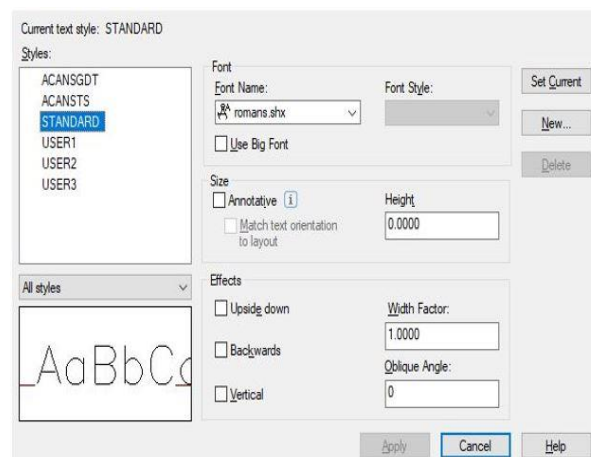 Current text style: STANDARD
Styles:
ACANSGDT
ACANSTS
STANDARD
USER1
USER2
USER3
All styles
AaBbCc
Font
Font Name:
romans.shx
Use Big Font
Font Style:
Size
Annotative i
Match text orientation
to layout
Height
0.0000
Effects
Upside down
Backwards
Vertical
Width Factor:
1.0000
Oblique Angle:
0
Set Current
New...
Delete
Apply
Cancel
Help